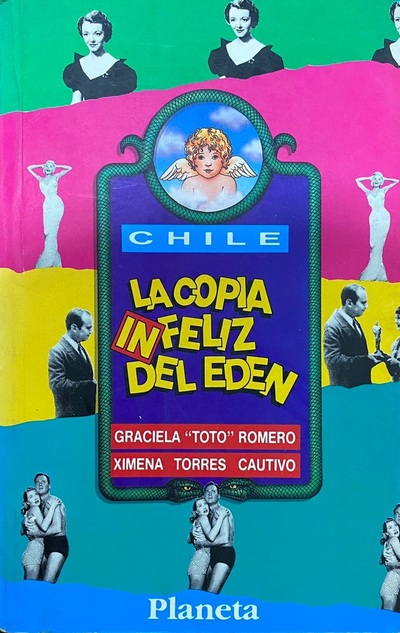 CHILE
LA COPIA
INFELIZ
DEL EDEN
GRACIELA "TOTO" ROMERO
XIMENA TORRES CAUTIVO
Planeta